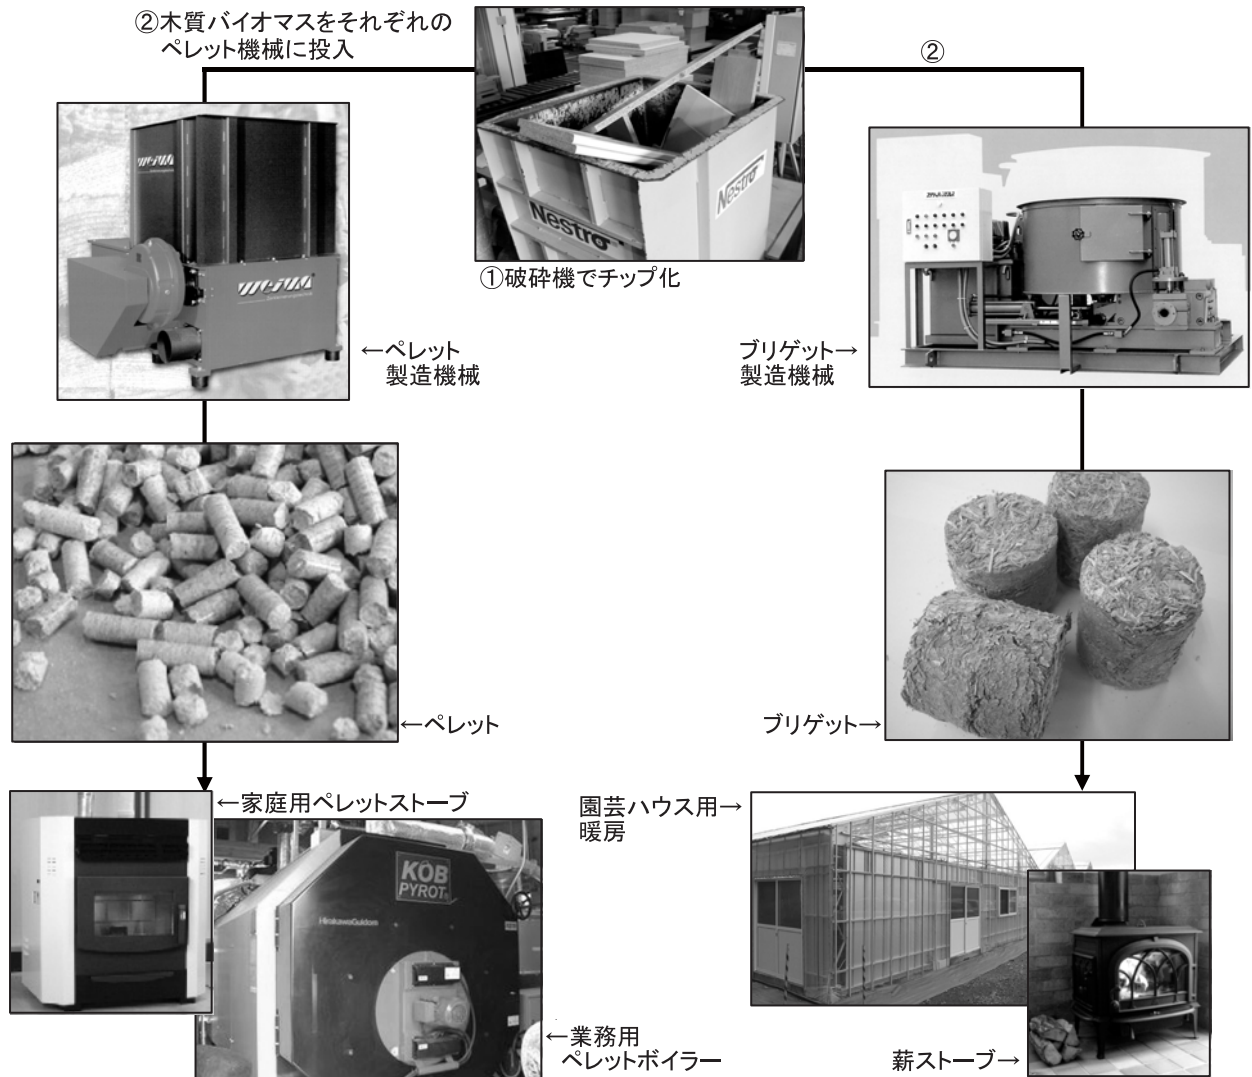 ②木質バイオマスをそれぞれの
ペレット機械に投入
②
Nestro
Nestro
①破砕機でチップ化
WEIMA
WEIMA
←ペレット
製造機械
ブリゲット→
製造機械
←ペレット
ブリゲット→
←家庭用ペレットストーブ
園芸ハウス用→
暖房
KÖB
PYROT
HirakawaGuidom
←業務用
ペレットボイラー
薪ストーブ→